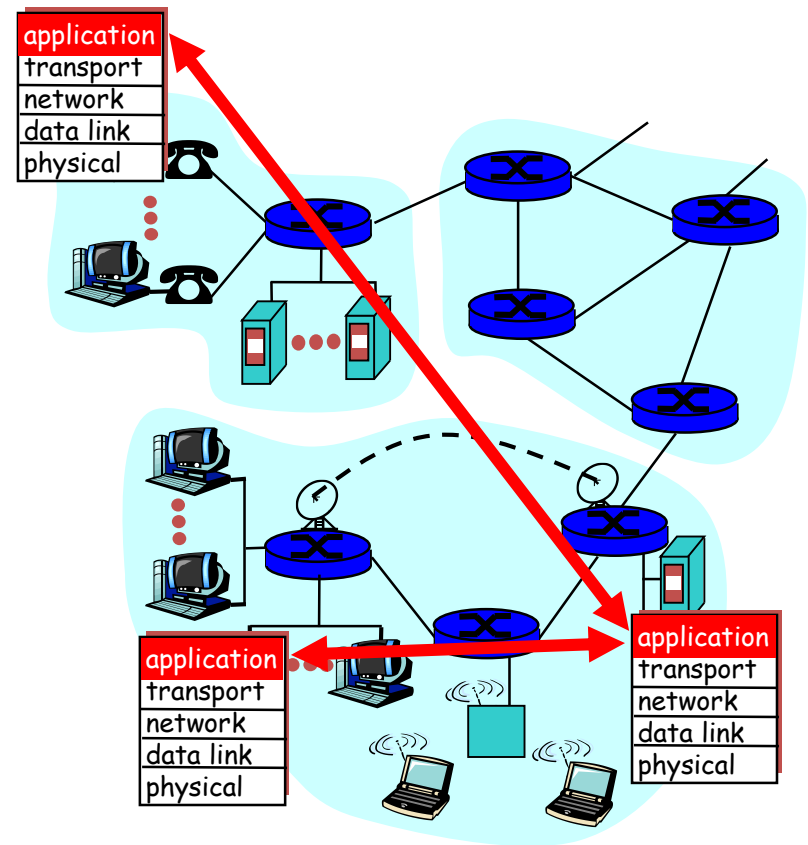 application
transport
network
data link
physical
application
transport
network
data link
physical
application
transport
network
data link
physical